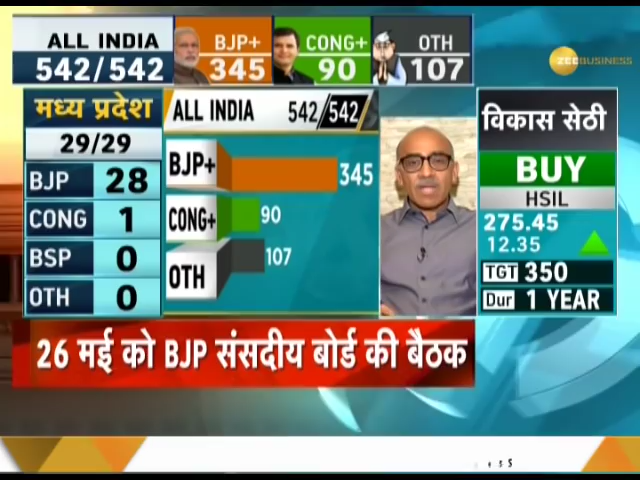 ALL INDIA
542/542
BJP+
345
CONG+
90
OTH
107
ZEEBUSINESS
मध्य प्रदेश
29/29
BJP 28
CONG 1
BSP 0
OTH 0
ALL INDIA 542/542
BJP+ 345
CONG+ 90
OTH 107
विकास सेठी
BUY
HSIL
275.45
12.35
TGT 350
Dur 1 YEAR
26 मई को BJP संसदीय बोर्ड की बैठक